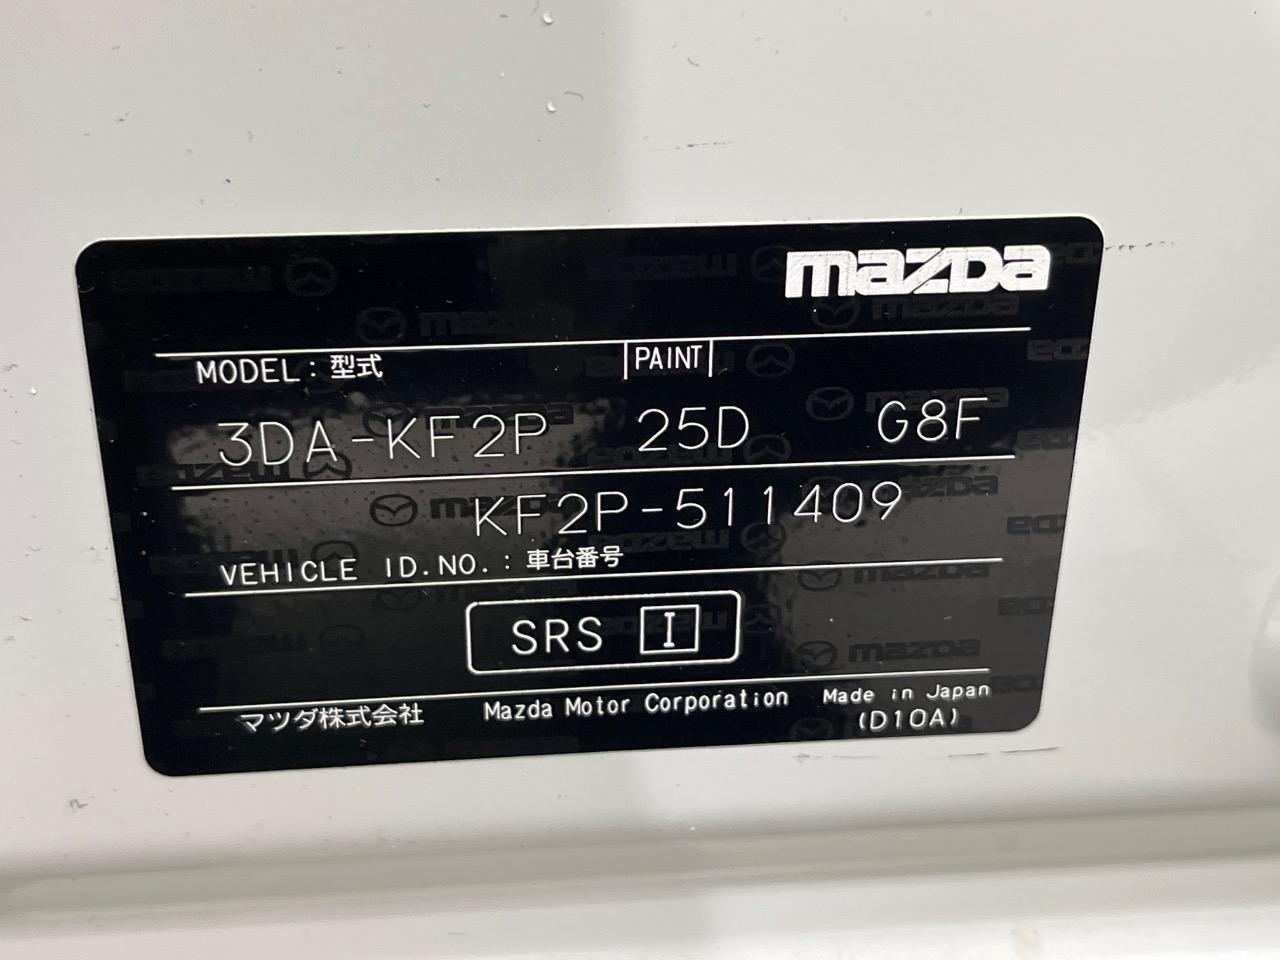 mazda
MODEL : 型式 PAINT
3DA-KF2P 25D G8F
KF2P-511409
VEHICLE ID.NO. : 車台番号
SRS I
マツダ株式会社 Mazda Motor Corporation Made in Japan
(D10A)